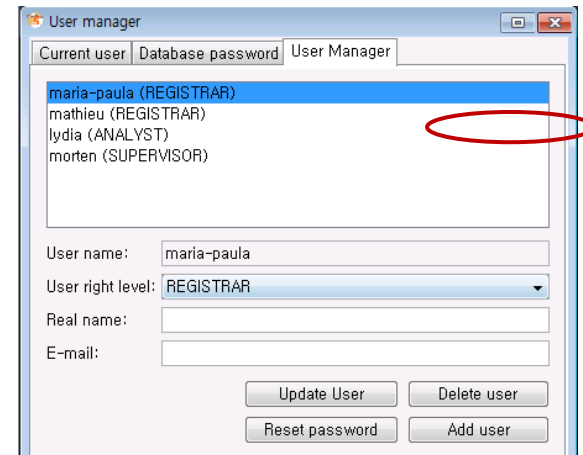 User manager
Current user Database password User Manager
maria-paula (REGISTRAR)
mathieu (REGISTRAR)
lydia (ANALYST)
morten (SUPERVISOR)
User name: maria-paula
User right level: REGISTRAR
Real name:
E-mail:
Update User Delete user
Reset password Add user